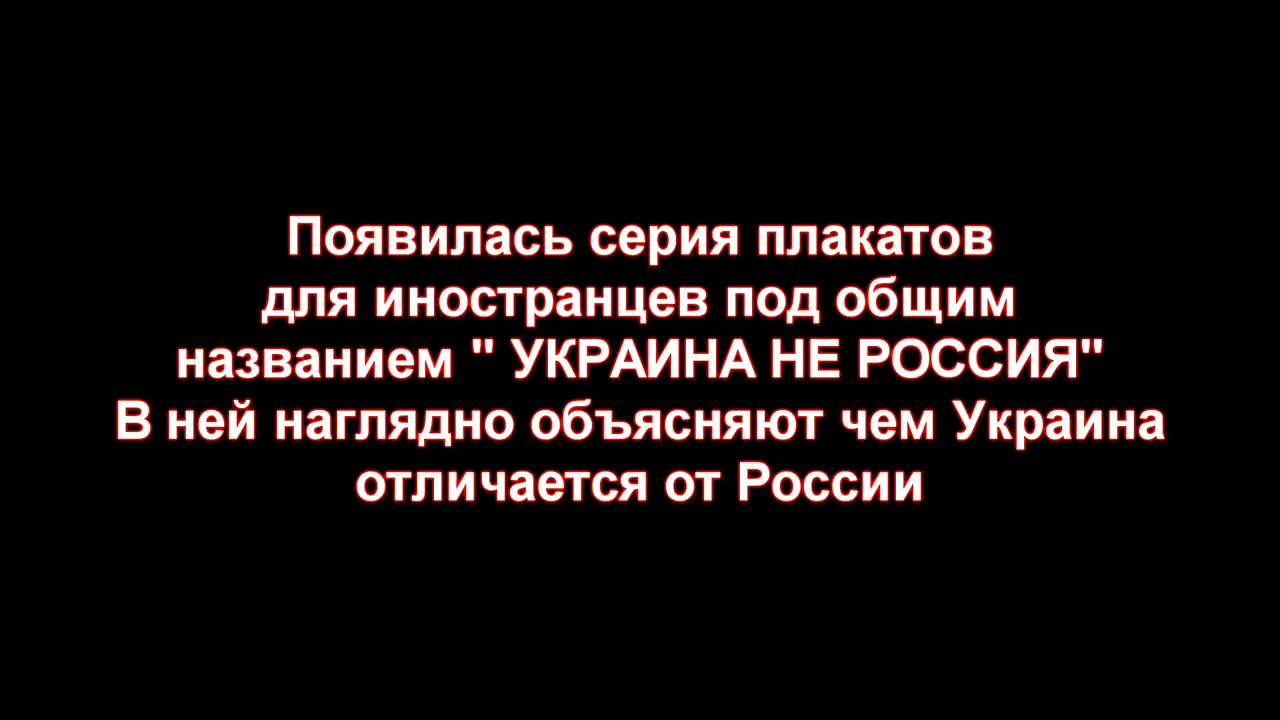 Появилась серия плакатов
для иностранцев под общим
названием " УКРАИНА НЕ РОССИЯ"
В ней наглядно объясняют чем Украина
отличается от России